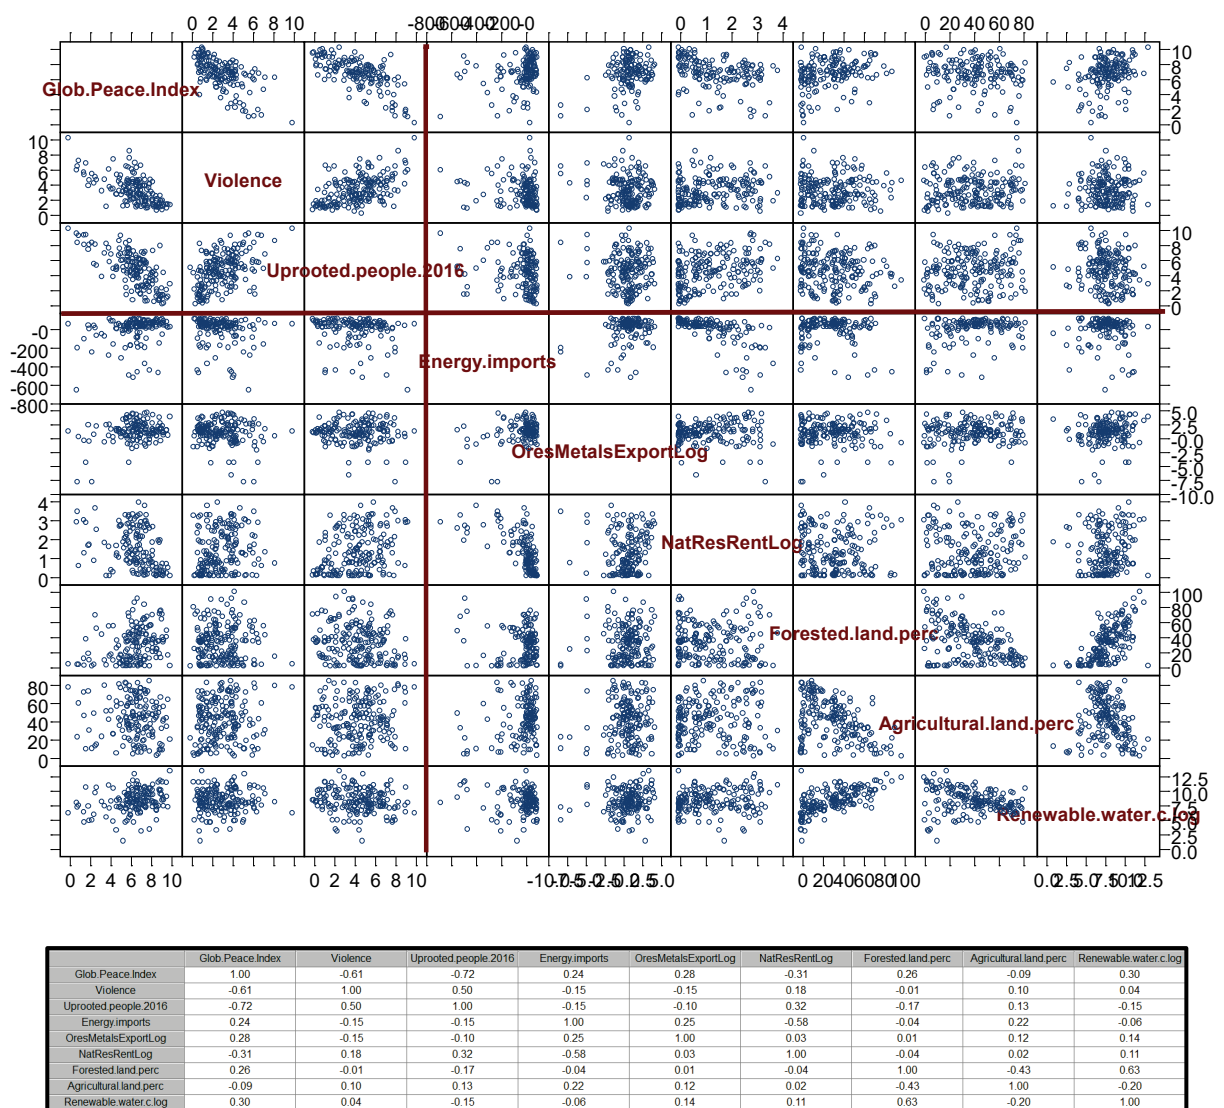 0 2 4 6 8 10
0 1 2 3 4
0 20 40 60 80
Glob.Peace.Index
10
8
6
4
2
0
10
8
6
4
2
0
Violence
Uprooted.people.2016
10
8
6
4
2
0
-0
-200
-400
-600
-800
Energy.imports
OresMetalsExportLog
5.0
2.5
-0.0
-2.5
-5.0
-7.5
-10.0
4
3
2
1
0
NatResRentLog
Forested.land.perc
100
80
60
40
20
0
80
60
40
20
0
Agricultural.land.perc
Renewable.water.c.log
12.5
10.0
7.5
5.0
2.5
0.0
0 2 4 6 8 10
0 2 4 6 8 10
0 20 40 60 80 100
Glob.Peace.Index Violence Uprooted.people.2016 Energy.imports OresMetalsExportLog NatResRentLog Forested.land.perc Agricultural.land.perc Renewable.water.c.log
Glob.Peace.Index 1.00 -0.61 -0.72 0.24 0.28 -0.31 0.26 -0.09 0.30
Violence -0.61 1.00 0.50 -0.15 -0.15 0.18 -0.01 0.10 0.04
Uprooted.people.2016 -0.72 0.50 1.00 -0.15 -0.10 0.32 -0.17 0.13 -0.15
Energy.imports 0.24 -0.15 -0.15 1.00 0.25 -0.58 -0.04 0.22 -0.06
OresMetalsExportLog 0.28 -0.15 -0.10 0.25 1.00 0.03 0.01 0.12 0.14
NatResRentLog -0.31 0.18 0.32 -0.58 0.03 1.00 -0.04 0.02 0.11
Forested.land.perc 0.26 -0.01 -0.17 -0.04 0.01 -0.04 1.00 -0.43 0.63
Agricultural.land.perc -0.09 0.10 0.13 0.22 0.12 0.02 -0.43 1.00 -0.20
Renewable.water.c.log 0.30 0.04 -0.15 -0.06 0.14 0.11 0.63 -0.20 1.00